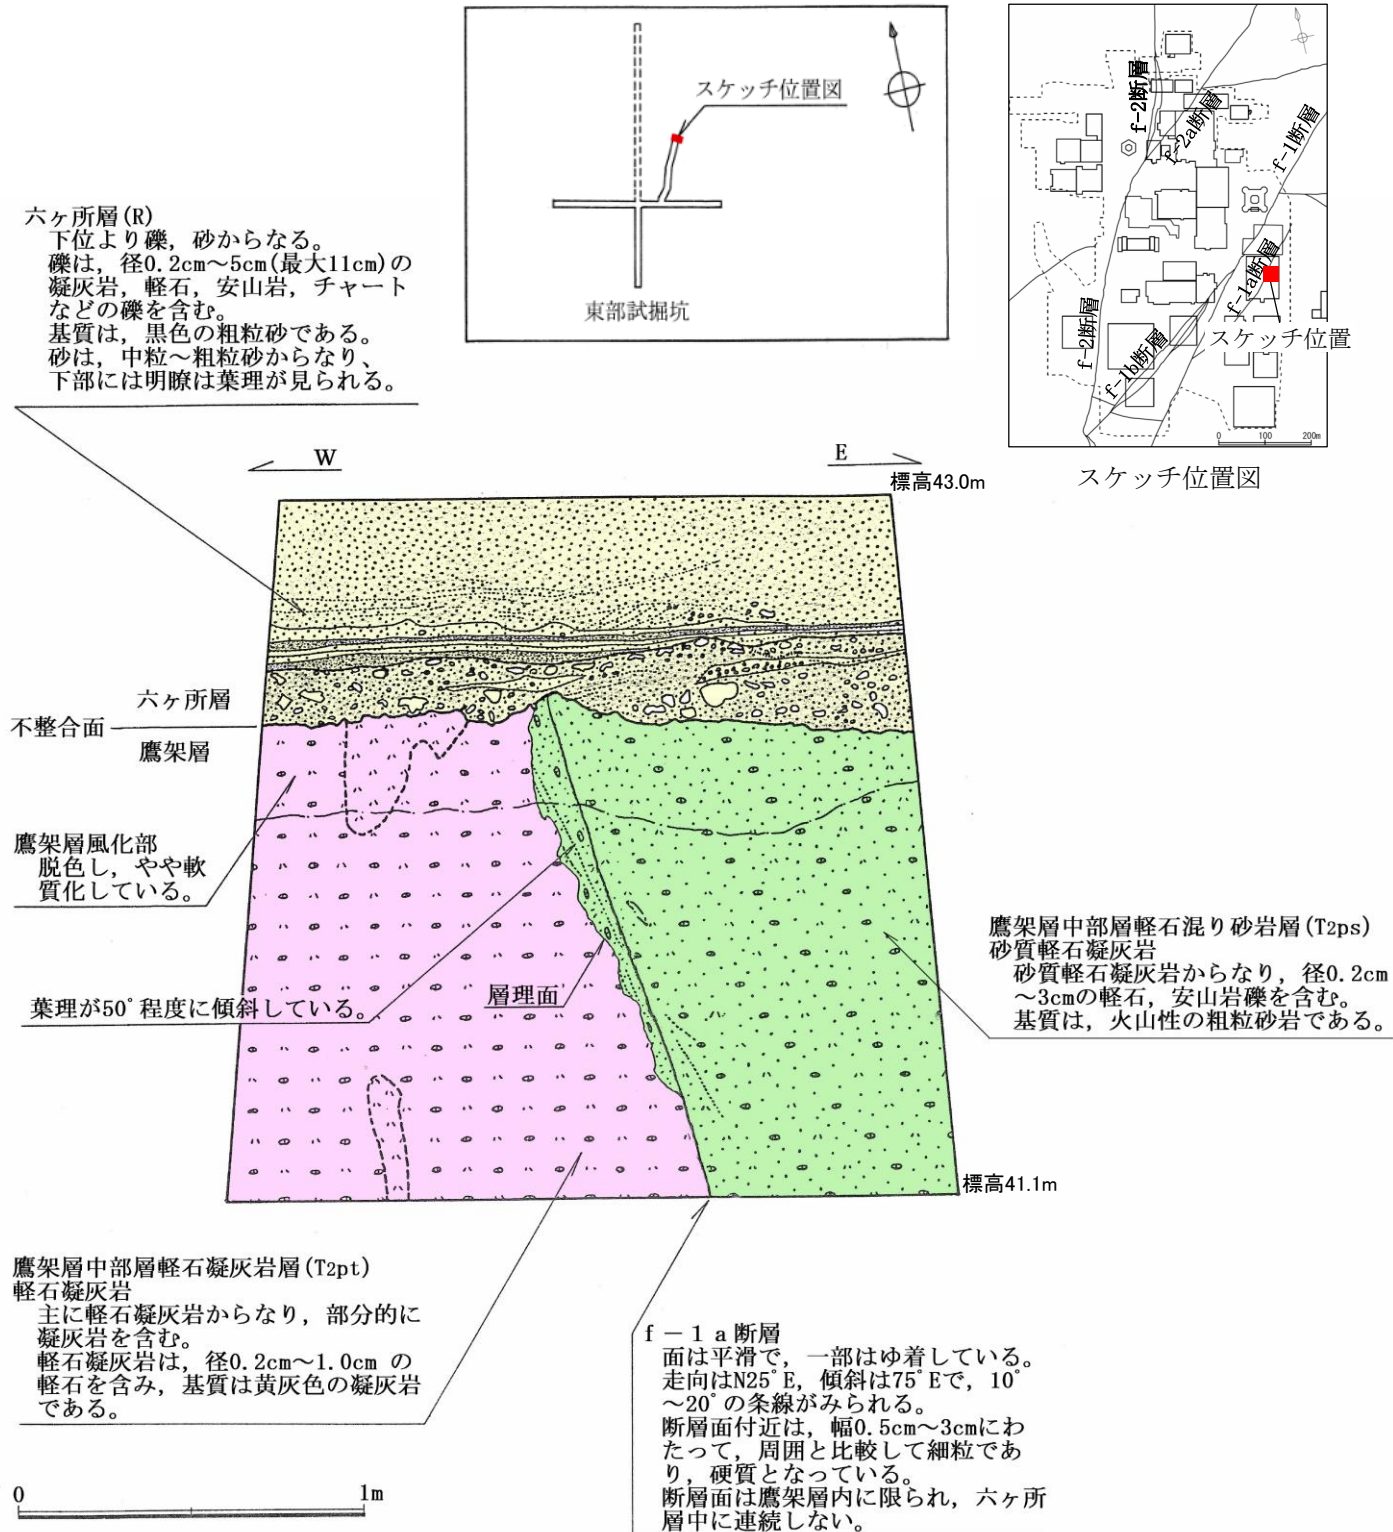 スケッチ位置図
東部試掘坑
f-2断層
f-2a断層
f-1断層
f-1a断層
スケッチ位置
f-2断層
f-1b断層
0 100 200m
スケッチ位置図
六ヶ所層(R)
下位より礫，砂からなる。
礫は，径0.2cm～5cm(最大11cm)の
凝灰岩，軽石，安山岩，チャート
などの礫を含む。
基質は，黒色の粗粒砂である。
砂は，中粒～粗粒砂からなり、
下部には明瞭は葉理が見られる。
W
E
標高43.0m
六ヶ所層
不整合面
鷹架層
鷹架層風化部
脱色し，やや軟
質化している。
葉理が50°程度に傾斜している。
層理面
鷹架層中部層軽石混り砂岩層(T2ps)
砂質軽石凝灰岩
砂質軽石凝灰岩からなり，径0.2cm
～3cmの軽石，安山岩礫を含む。
基質は，火山性の粗粒砂岩である。
標高41.1m
鷹架層中部層軽石凝灰岩層(T2pt)
軽石凝灰岩
主に軽石凝灰岩からなり，部分的に
凝灰岩を含む。
軽石凝灰岩は，径0.2cm～1.0cm の
軽石を含み，基質は黄灰色の凝灰岩
である。
f－1a断層
面は平滑で，一部はゆ着している。
走向はN25°E，傾斜は75°Eで，10°
～20°の条線がみられる。
断層面付近は，幅0.5cm～3cmにわ
たって，周囲と比較して細粒であ
り，硬質となっている。
断層面は鷹架層内に限られ，六ヶ所
層中に連続しない。
0 1m